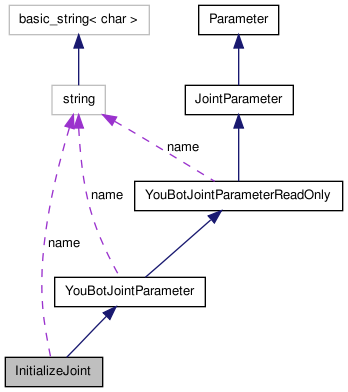 basic_string< char >
Parameter
string
JointParameter
name
YouBotJointParameterReadOnly
name
name
YouBotJointParameter
InitializeJoint